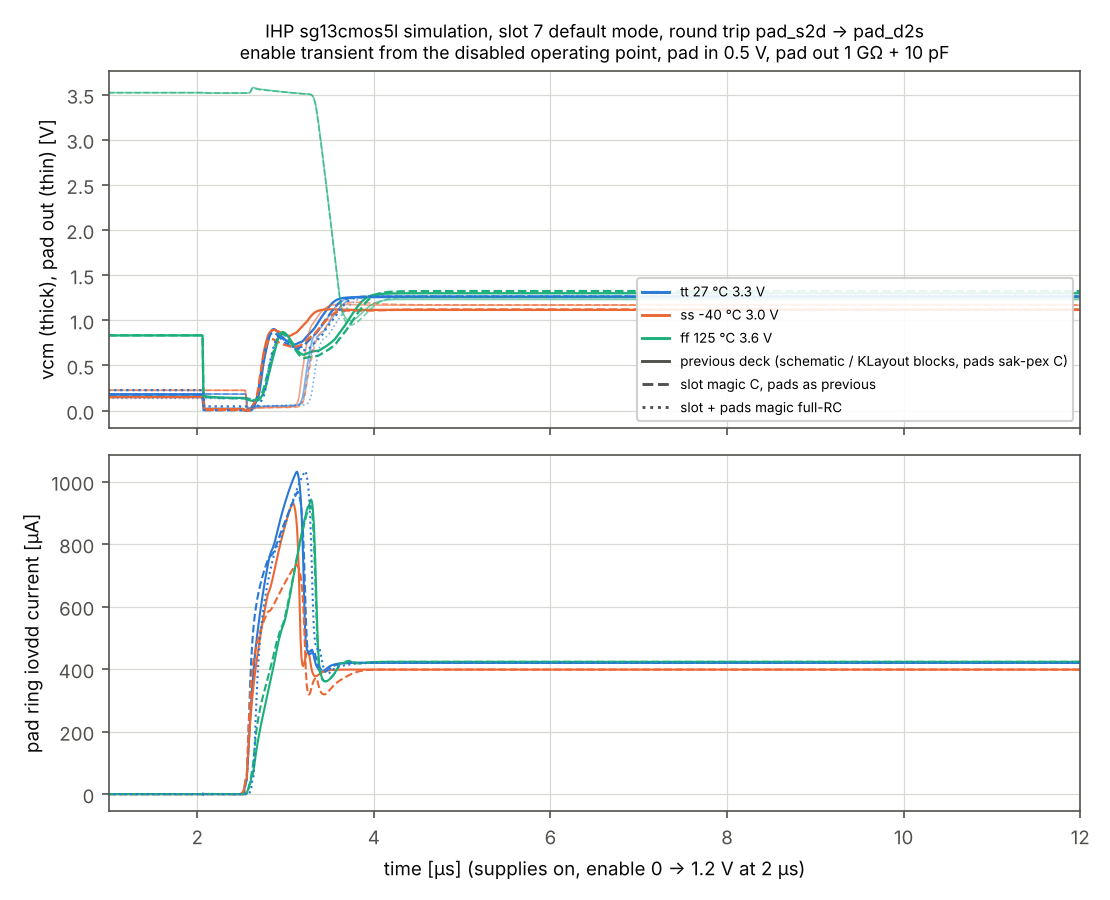 IHP sg13cmos5l simulation, slot 7 default mode, round trip pad_s2d → pad_d2s
enable transient from the disabled operating point, pad in 0.5 V, pad out 1 GΩ + 10 pF
vcm (thick), pad out (thin) [V]
3.5
3.0
2.5
2.0
1.5
1.0
0.5
0.0
tt 27 °C 3.3 V
ss -40 °C 3.0 V
ff 125 °C 3.6 V
previous deck (schematic / KLayout blocks, pads sak-pex C)
slot magic C, pads as previous
slot + pads magic full-RC
pad ring iovdd current [µA]
1000
800
600
400
200
0
2 4 6 8 10 12
time [µs] (supplies on, enable 0 → 1.2 V at 2 µs)